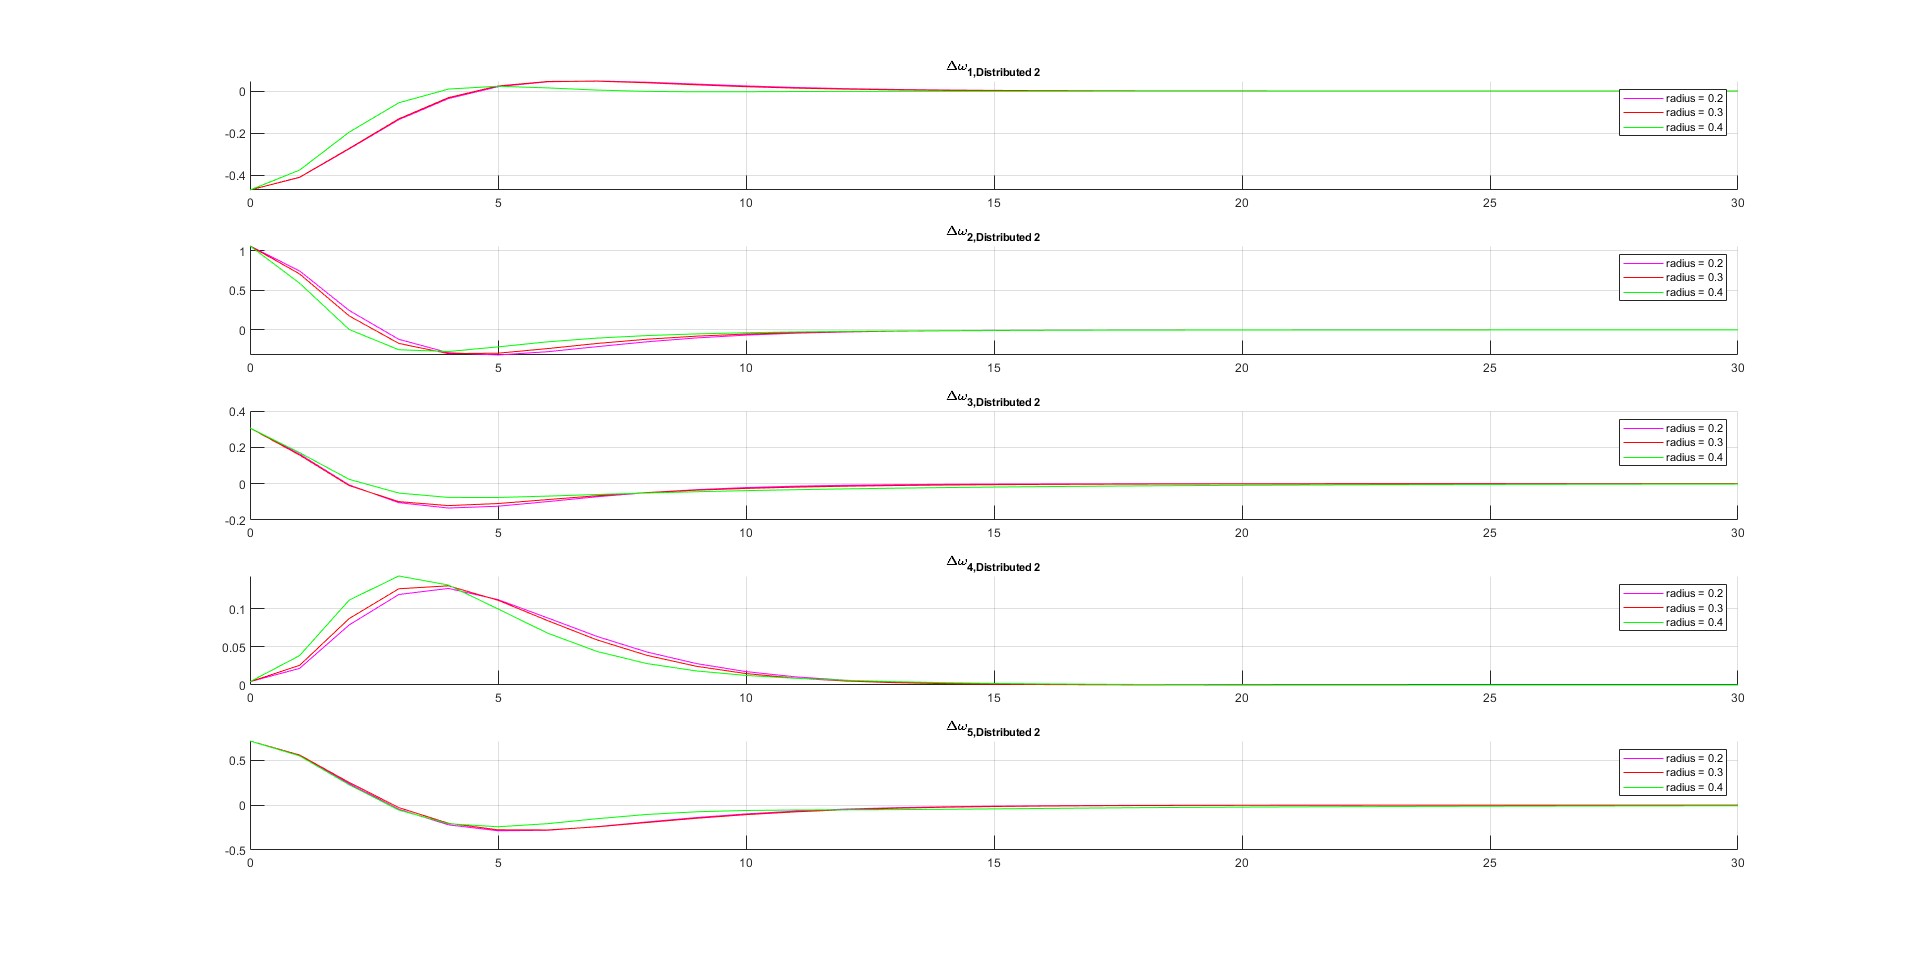 Δω1,Distributed 2
0
-0.2
-0.4
radius = 0.2
radius = 0.3
radius = 0.4
0 5 10 15 20 25 30
Δω2,Distributed 2
1
0.5
0
radius = 0.2
radius = 0.3
radius = 0.4
0 5 10 15 20 25 30
Δω3,Distributed 2
0.4
0.2
0
-0.2
radius = 0.2
radius = 0.3
radius = 0.4
0 5 10 15 20 25 30
Δω4,Distributed 2
0.1
0.05
0
radius = 0.2
radius = 0.3
radius = 0.4
0 5 10 15 20 25 30
Δω5,Distributed 2
0.5
0
-0.5
radius = 0.2
radius = 0.3
radius = 0.4
0 5 10 15 20 25 30